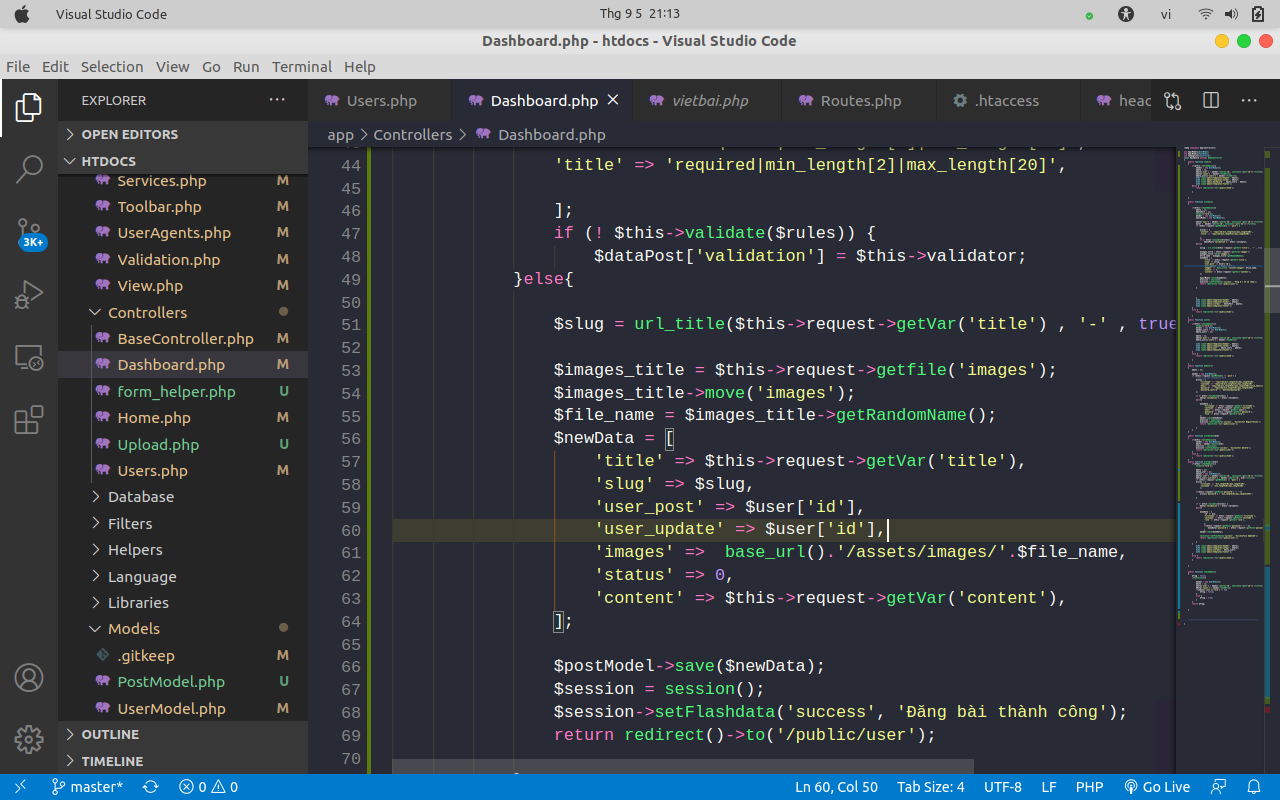 Visual Studio Code
Thg 9 5 21:13
vi
Dashboard.php - htdocs - Visual Studio Code
File Edit Selection View Go Run Terminal Help
EXPLORER
OPEN EDITORS
HTDOCS
Services.php M
Toolbar.php M
UserAgents.php M
Validation.php M
View.php M
Controllers
BaseController.php M
Dashboard.php M
form_helper.php U
Home.php M
Upload.php U
Users.php M
Database
Filters
Helpers
Language
Libraries
Models
.gitkeep M
PostModel.php U
UserModel.php M
OUTLINE
TIMELINE
3K+
Users.php
Dashboard.php
vietbai.php
Routes.php
.htaccess
head
app > Controllers > Dashboard.php
44 'title' => 'required|min_length[2]|max_length[20]',
45
46 ];
47 if (! $this->validate($rules)) {
48 $dataPost['validation'] = $this->validator;
49 }else{
50
51 $slug = url_title($this->request->getVar('title') , '-' , true
52
53 $images_title = $this->request->getfile('images');
54 $images_title->move('images');
55 $file_name = $images_title->getRandomName();
56 $newData = [
57 'title' => $this->request->getVar('title'),
58 'slug' => $slug,
59 'user_post' => $user['id'],
60 'user_update' => $user['id'],
61 'images' => base_url().'/assets/images/'.$file_name,
62 'status' => 0,
63 'content' => $this->request->getVar('content'),
64 ];
65
66 $postModel->save($newData);
67 $session = session();
68 $session->setFlashdata('success', 'Đăng bài thành công');
69 return redirect()->to('/public/user');
70
master* 0 0 Ln 60, Col 50 Tab Size: 4 UTF-8 LF PHP Go Live